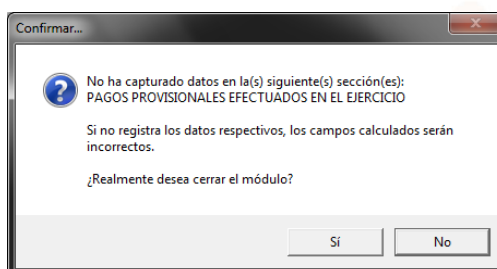 Confirmar...
No ha capturado datos en la(s) siguiente(s) sección(es):
PAGOS PROVISIONALES EFECTUADOS EN EL EJERCICIO
Si no registra los datos respectivos, los campos calculados serán
incorrectos.
¿Realmente desea cerrar el módulo?
Sí
No